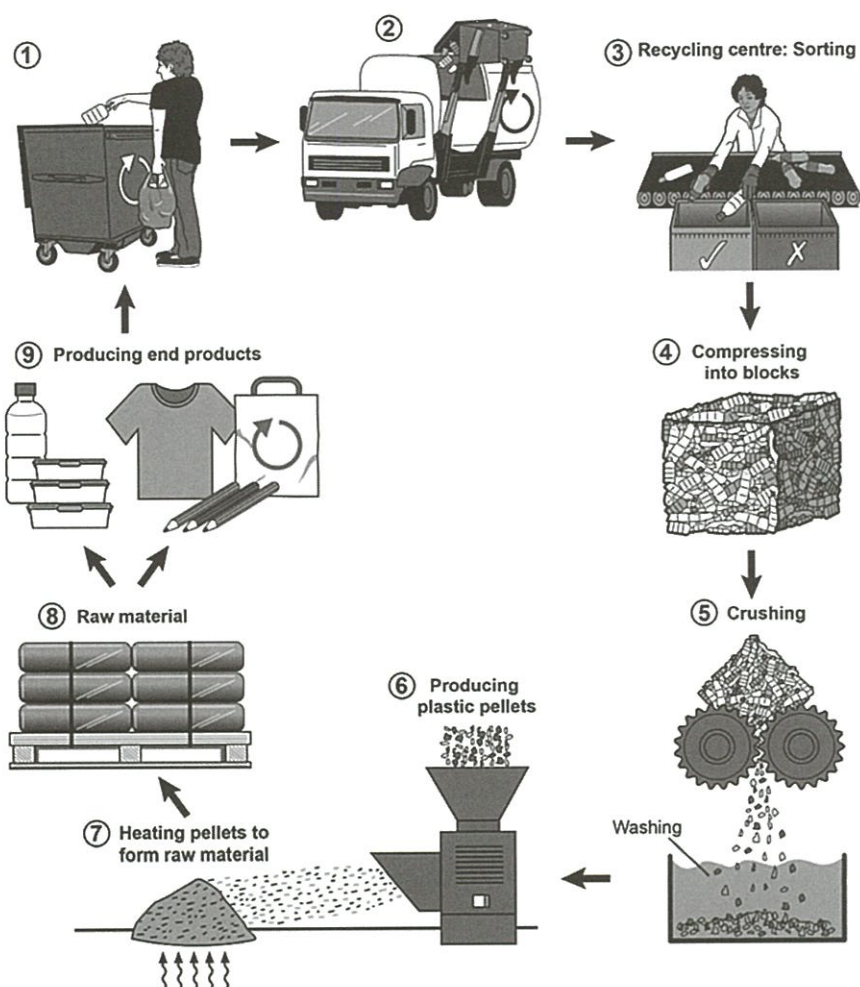 ①
②
③ Recycling centre: Sorting
④ Compressing
into blocks
⑤ Crushing
Washing
⑥ Producing
plastic pellets
⑦ Heating pellets to
form raw material
⑧ Raw material
⑨ Producing end products